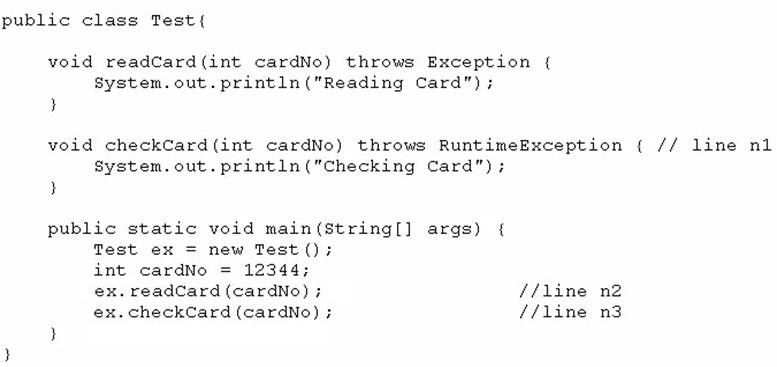 public class Test{
void readCard(int cardNo) throws Exception {
System.out.println("Reading Card");
}
void checkCard(int cardNo) throws RuntimeException { // line n1
System.out.println("Checking Card");
}
public static void main(String[] args) {
Test ex = new Test();
int cardNo = 12344;
ex.readCard(cardNo); //line n2
ex.checkCard(cardNo); //line n3
}
}